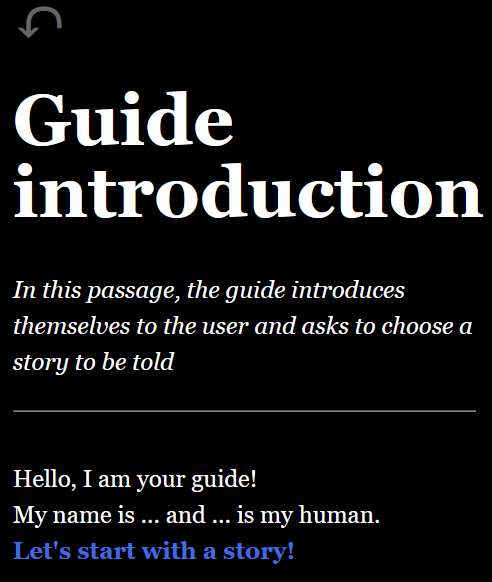 Guide
introduction
In this passage, the guide introduces
themselves to the user and asks to choose a
story to be told
Hello, I am your guide!
My name is ... and ... is my human.
Let's start with a story!